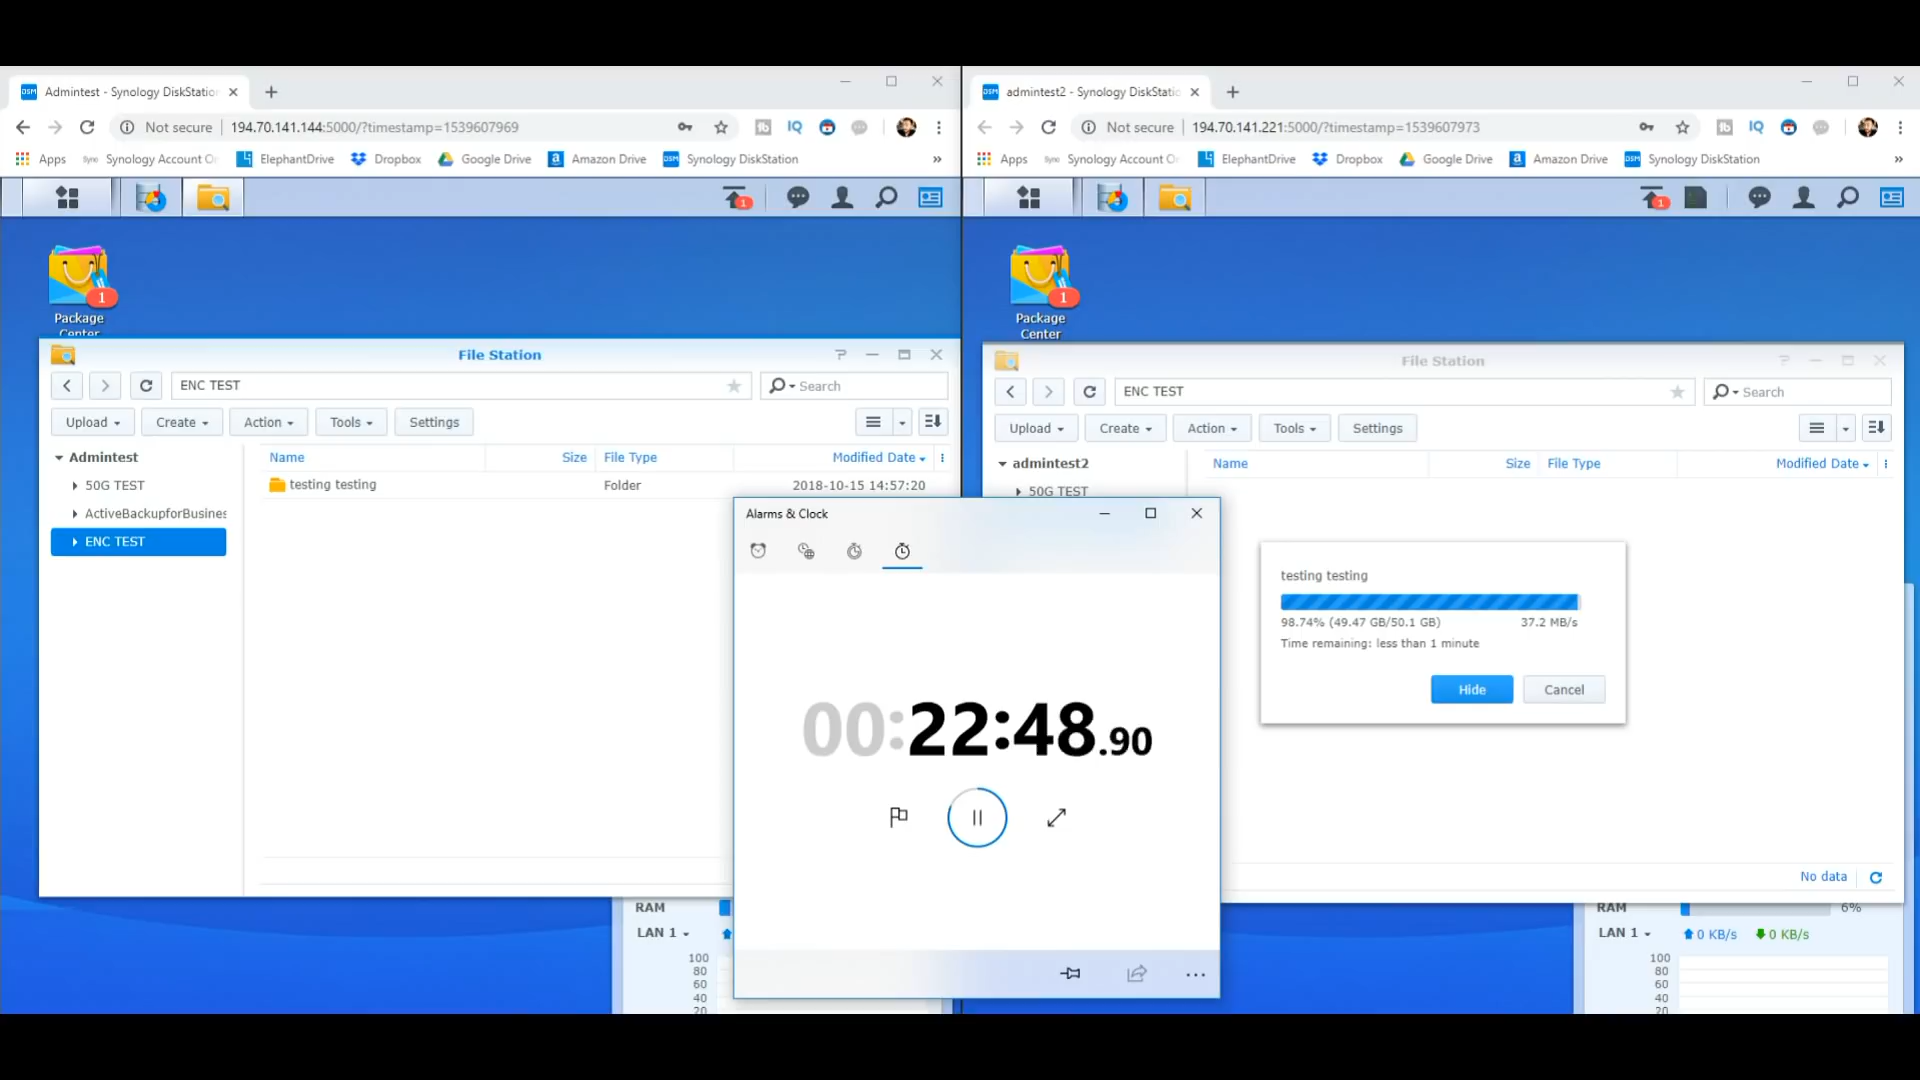 Admintest - Synology DiskStation
Not secure
194.70.141.144:5000/?timestamp=1539607969
Apps
Synology Account O
ElephantDrive
Dropbox
Google Drive
Amazon Drive
Synology DiskStation
»
1
1
Package
Center
File Station
ENC TEST
Search
Upload
Create
Action
Tools
Settings
Admintest
50G TEST
ActiveBackupforBusines
ENC TEST
Name
Size
File Type
Modified Date
testing testing
Folder
2018-10-15 14:57:20
RAM
LAN 1
100
80
60
40
20
admintest2 - Synology DiskStatio
Not secure
194.70.141.221:5000/?timestamp=1539607973
Apps
Synology Account O
ElephantDrive
Dropbox
Google Drive
Amazon Drive
Synology DiskStation
»
1
1
Package
Center
File Station
ENC TEST
Search
Upload
Create
Action
Tools
Settings
admintest2
50G TEST
Name
Size
File Type
Modified Date
testing testing
98.74% (49.47 GB/50.1 GB)
37.2 MB/s
Time remaining: less than 1 minute
Hide
Cancel
No data
RAM
6%
LAN 1
0 KB/s
0 KB/s
100
80
60
40
20
Alarms & Clock
00:22:48.90